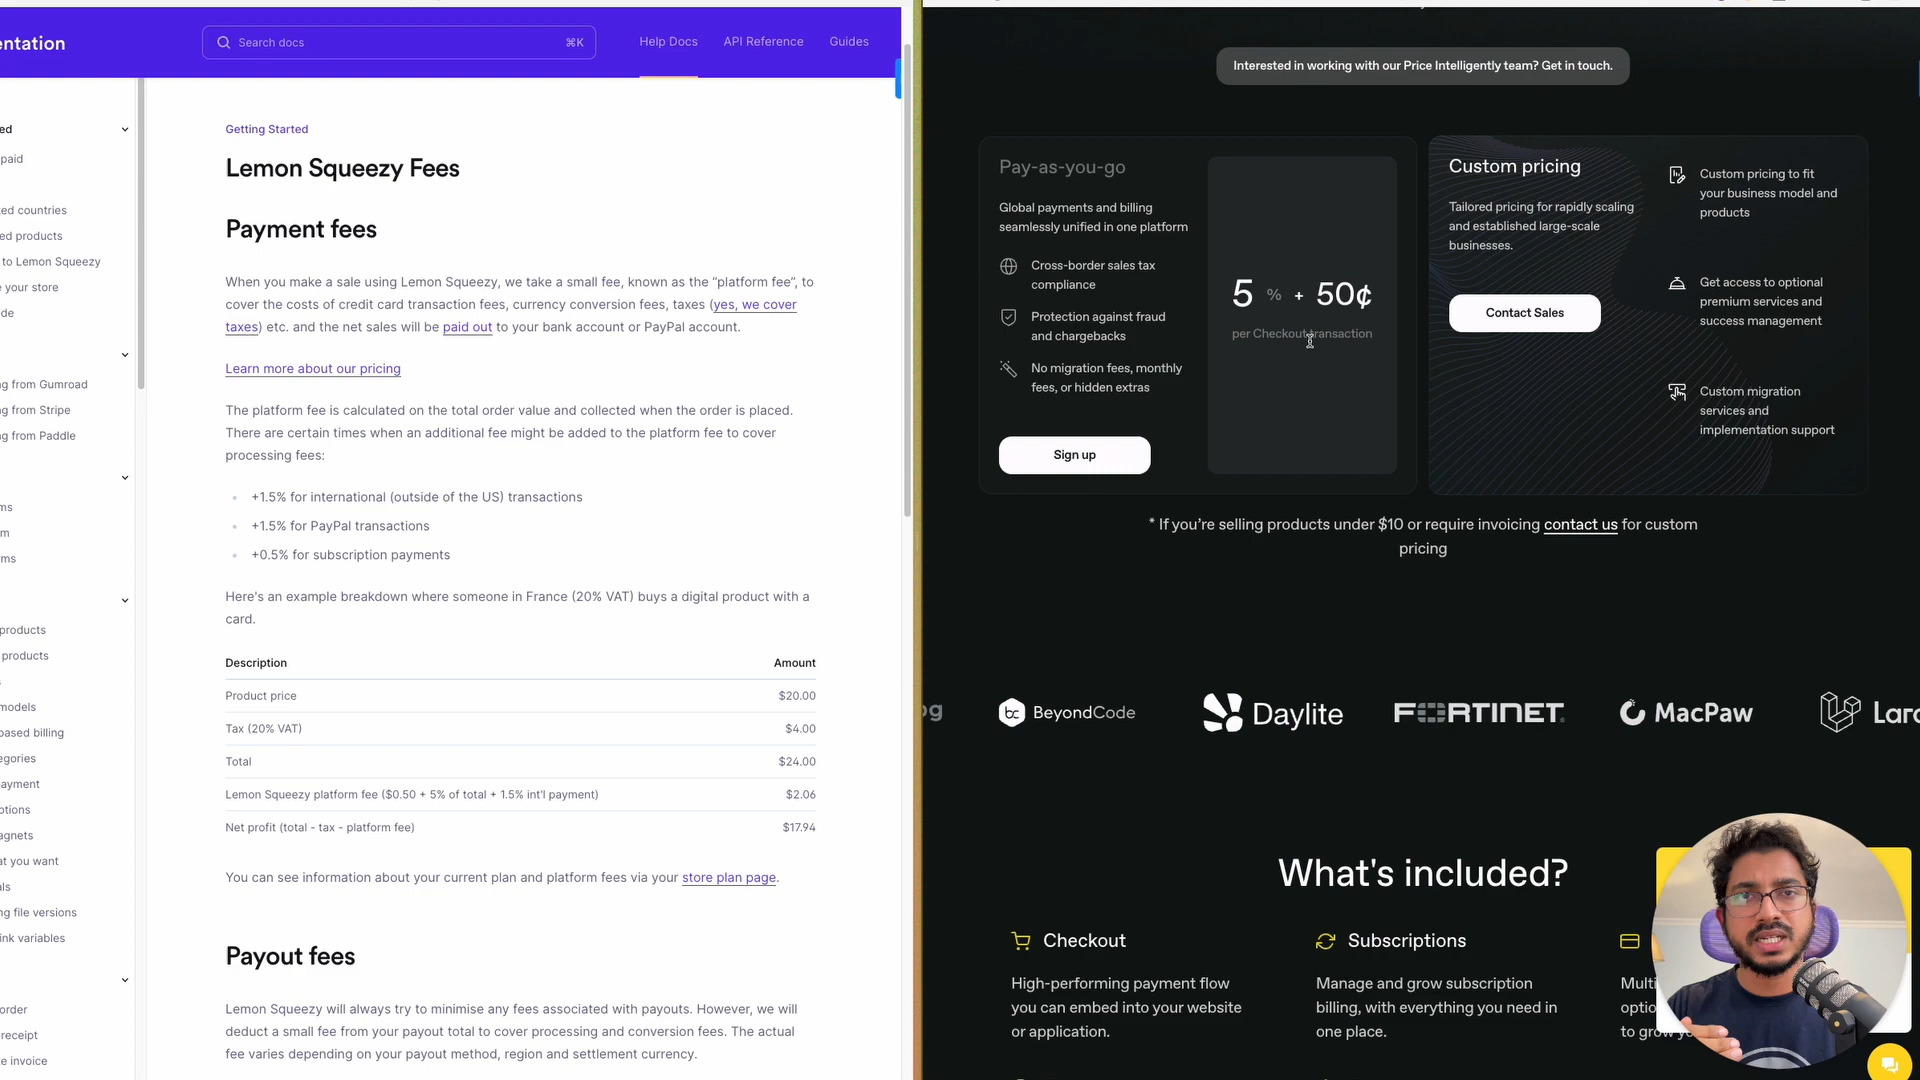 entation
Search docs
⌘K
Help Docs
API Reference
Guides
ed
paid
ed countries
ed products
to Lemon Squeezy
e your store
de
g from Gumroad
g from Stripe
g from Paddle
ms
m
ms
products
products
s
models
based billing
egories
ayment
otions
agnets
at you want
als
ng file versions
ink variables
order
receipt
e invoice
Getting Started
Lemon Squeezy Fees
Payment fees
When you make a sale using Lemon Squeezy, we take a small fee, known as the “platform fee”, to
cover the costs of credit card transaction fees, currency conversion fees, taxes (yes, we cover
taxes) etc. and the net sales will be paid out to your bank account or PayPal account.
Learn more about our pricing
The platform fee is calculated on the total order value and collected when the order is placed.
There are certain times when an additional fee might be added to the platform fee to cover
processing fees:
+1.5% for international (outside of the US) transactions
+1.5% for PayPal transactions
+0.5% for subscription payments
Here's an example breakdown where someone in France (20% VAT) buys a digital product with a
card.
Description Amount
Product price $20.00
Tax (20% VAT) $4.00
Total $24.00
Lemon Squeezy platform fee ($0.50 + 5% of total + 1.5% int'l payment) $2.06
Net profit (total - tax - platform fee) $17.94
You can see information about your current plan and platform fees via your store plan page.
Payout fees
Lemon Squeezy will always try to minimise any fees associated with payouts. However, we will
deduct a small fee from your payout total to cover processing and conversion fees. The actual
fee varies depending on your payout method, region and settlement currency.
Interested in working with our Price Intelligently team? Get in touch.
Pay-as-you-go
Global payments and billing
seamlessly unified in one platform
Cross-border sales tax
compliance
Protection against fraud
and chargebacks
No migration fees, monthly
fees, or hidden extras
Sign up
5 % + 50¢
per Checkout transaction
Custom pricing
Tailored pricing for rapidly scaling
and established large-scale
businesses.
Contact Sales
Custom pricing to fit
your business model and
products
Get access to optional
premium services and
success management
Custom migration
services and
implementation support
* If you’re selling products under $10 or require invoicing contact us for custom
pricing
og
bc BeyondCode
Daylite
FORTINET
MacPaw
Lar
What's included?
Checkout
High-performing payment flow
you can embed into your website
or application.
Subscriptions
Manage and grow subscription
billing, with everything you need in
one place.
Multi
optio
to grow y